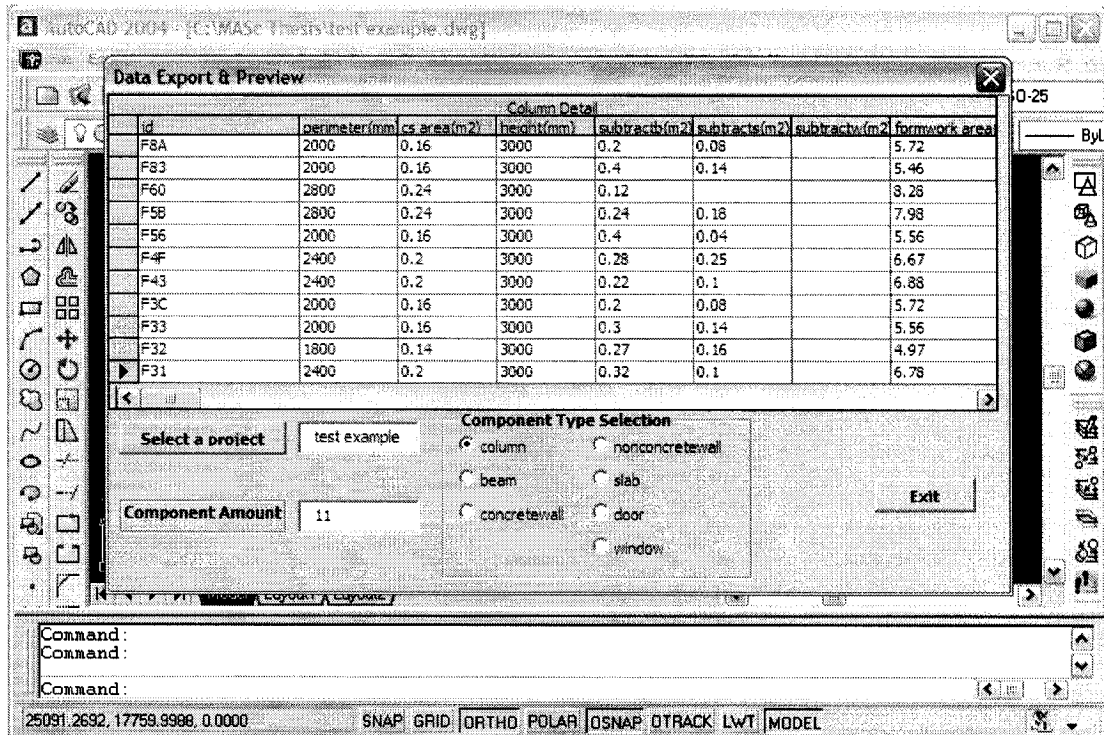 AutoCAD 2004 - [C:\MASc Thesis\test example.dwg]
Data Export & Preview
O-25
Column Detail
id perimeter(mm) cs area(m2) height(mm) subtractb(m2) subtracts(m2) subtractw(m2) formwork area
ByL
F8A 2000 0.16 3000 0.2 0.08 5.72
F83 2000 0.16 3000 0.4 0.14 5.46
F60 2800 0.24 3000 0.12 8.28
F5B 2800 0.24 3000 0.24 0.18 7.98
F56 2000 0.16 3000 0.4 0.04 5.56
F4F 2400 0.2 3000 0.28 0.25 6.67
F43 2400 0.2 3000 0.22 0.1 6.88
F3C 2000 0.16 3000 0.2 0.08 5.72
F33 2000 0.16 3000 0.3 0.14 5.56
F32 1800 0.14 3000 0.27 0.16 4.97
F31 2400 0.2 3000 0.32 0.1 6.78
Component Type Selection
Select a project test example
column nonconcretewall
beam slab
Exit
Component Amount 11
concretewall door
window
Model Layout1 Layout2
Command:
Command:
Command:
25091.2692, 17759.9988, 0.0000 SNAP GRID ORTHO POLAR OSNAP OTRACK LWT MODEL